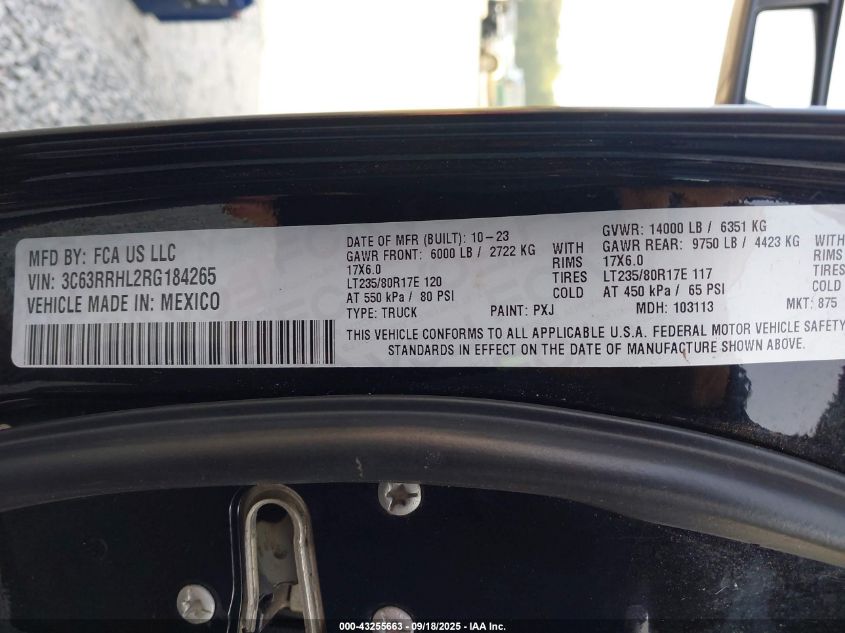 MFD BY: FCA US LLC
VIN: 3C63RRHL2RG184265
VEHICLE MADE IN: MEXICO
DATE OF MFR (BUILT): 10-23
GAWR FRONT: 6000 LB / 2722 KG WITH
17X6.0 RIMS
LT235/80R17E 120 TIRES
AT 550 kPa / 80 PSI COLD
TYPE: TRUCK PAINT: PXJ
GVWR: 14000 LB / 6351 KG
GAWR REAR: 9750 LB / 4423 KG WITH
17X6.0 RIMS
LT235/80R17E 117 TIRES
AT 450 kPa / 65 PSI COLD
MDH: 103113 MKT: 875
THIS VEHICLE CONFORMS TO ALL APPLICABLE U.S.A. FEDERAL MOTOR VEHICLE SAFETY
STANDARDS IN EFFECT ON THE DATE OF MANUFACTURE SHOWN ABOVE.
000-43255663 - 09/18/2025 - IAA Inc.